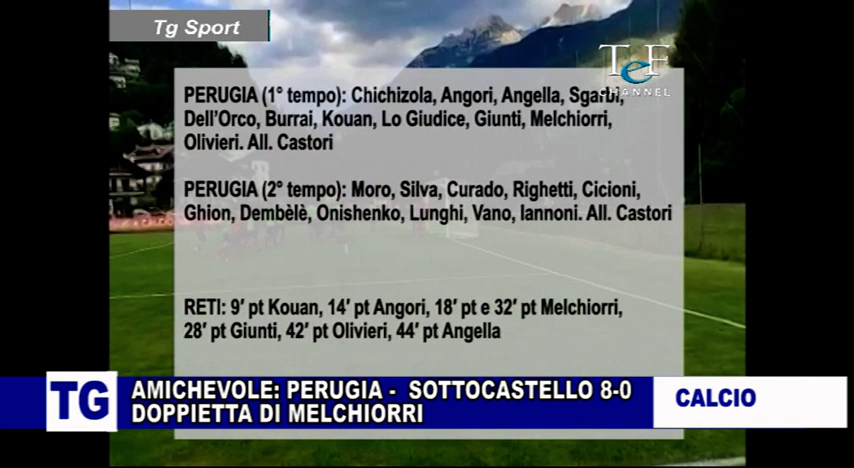 Tg Sport
TeF
CHANNEL
PERUGIA (1° tempo): Chichizola, Angori, Angella, Sgarbi,
Dell'Orco, Burrai, Kouan, Lo Giudice, Giunti, Melchiorri,
Olivieri. All. Castori
PERUGIA (2° tempo): Moro, Silva, Curado, Righetti, Cicioni,
Ghion, Dembèlè, Onishenko, Lunghi, Vano, Iannoni. All. Castori
RETI: 9′ pt Kouan, 14′ pt Angori, 18′ pt e 32′ pt Melchiorri,
28′ pt Giunti, 42′ pt Olivieri, 44′ pt Angella
TG
AMICHEVOLE: PERUGIA - SOTTOCASTELLO 8-0
DOPPIETTA DI MELCHIORRI
CALCIO